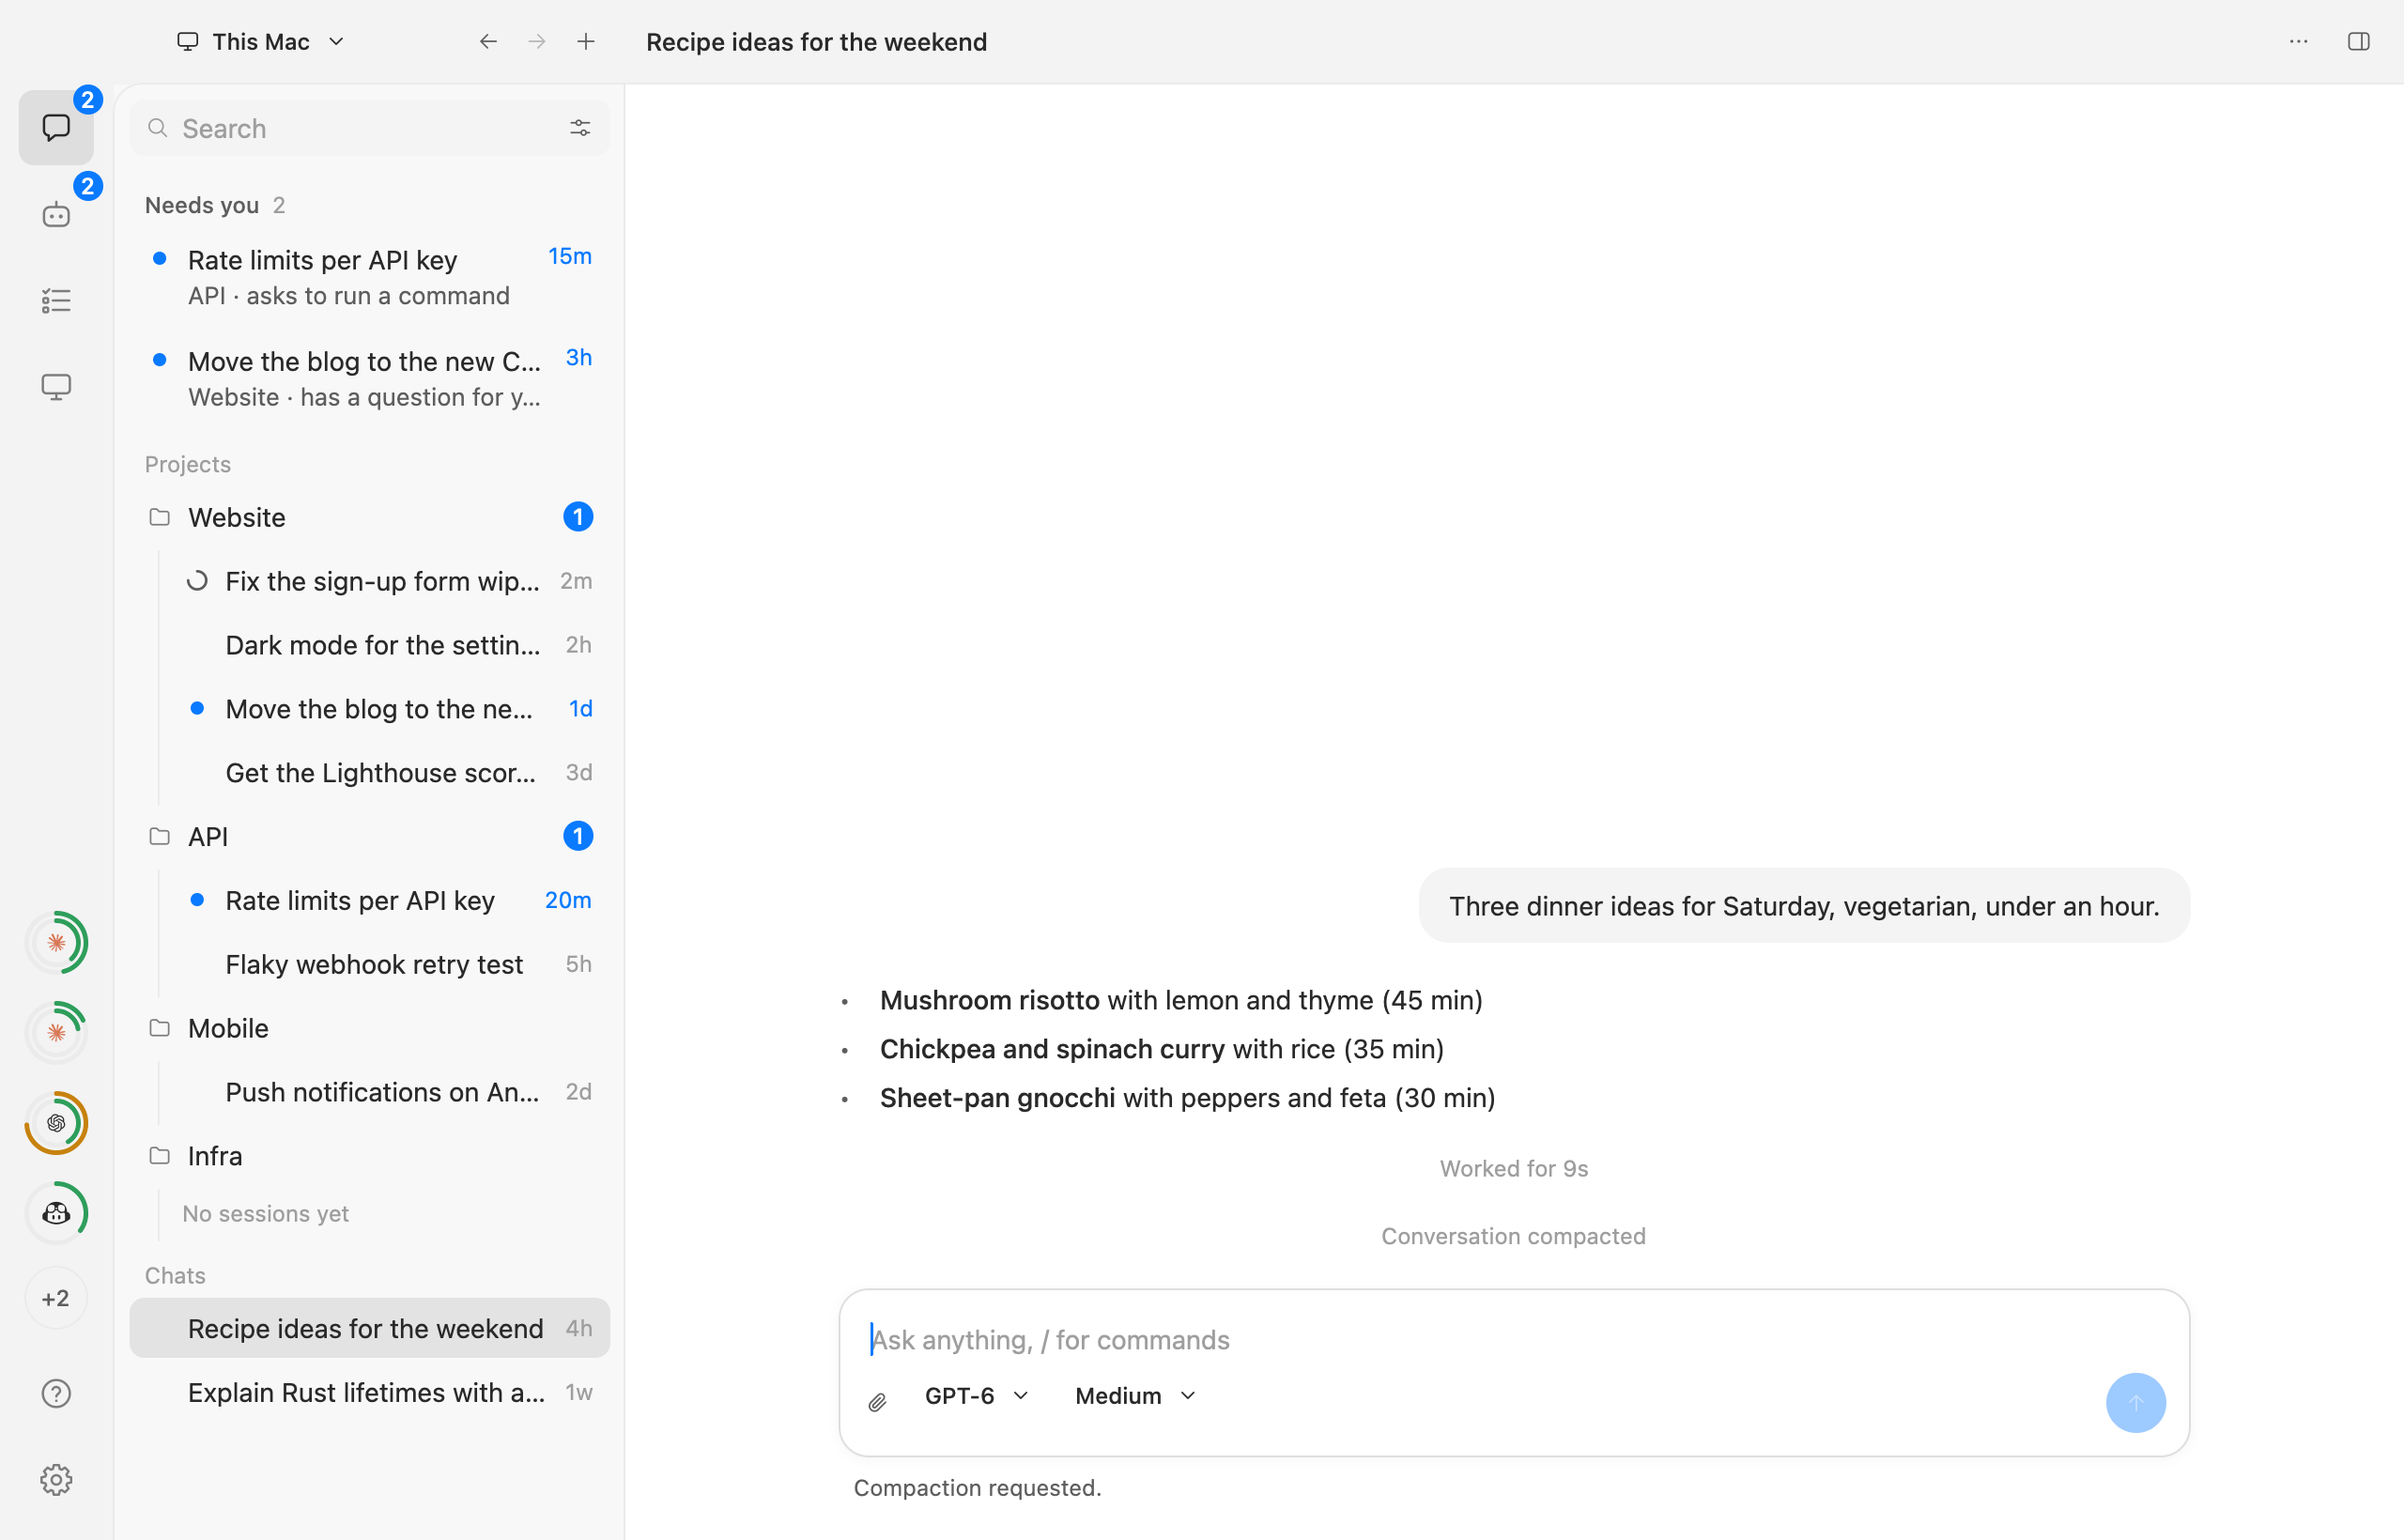 This Mac
Recipe ideas for the weekend
2
2
Search
Needs you 2
Rate limits per API key 15m
API · asks to run a command
Move the blog to the new C... 3h
Website · has a question for y...
Projects
Website 1
Fix the sign-up form wip... 2m
Dark mode for the settin... 2h
Move the blog to the ne... 1d
Get the Lighthouse scor... 3d
API 1
Rate limits per API key 20m
Flaky webhook retry test 5h
Mobile
Push notifications on An... 2d
Infra
No sessions yet
Chats
+2
Recipe ideas for the weekend 4h
Explain Rust lifetimes with a... 1w
Three dinner ideas for Saturday, vegetarian, under an hour.
• Mushroom risotto with lemon and thyme (45 min)
• Chickpea and spinach curry with rice (35 min)
• Sheet-pan gnocchi with peppers and feta (30 min)
Worked for 9s
Conversation compacted
Ask anything, / for commands
GPT-6 Medium
Compaction requested.